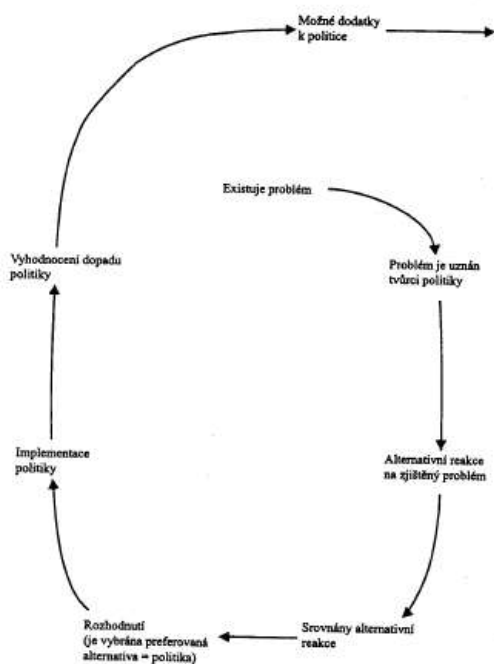 Možné dodatky
k politice
Existuje problém
Vyhodnocení dopadu
politiky
Problém je uznán
tvůrci politiky
Implementace
politiky
Alternativní reakce
na zjištěný problém
Rozhodnutí
(je vybrána preferovaná
alternativa = politika)
Srovnány alternativní
reakce